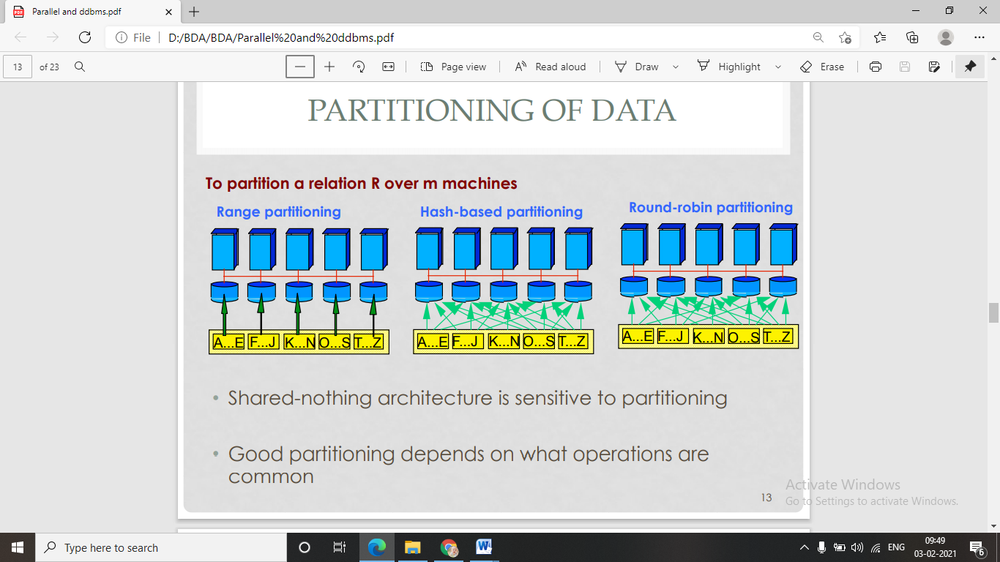 Parallel and ddbms.pdf
File
D:/BDA/BDA/Parallel%20and%20ddbms.pdf
13
of 23
Page view
Read aloud
Draw
Highlight
Erase
PARTITIONING OF DATA
To partition a relation R over m machines
Range partitioning
Hash-based partitioning
Round-robin partitioning
A...E F...J K...N O...S T...Z
A...E F...J K...N O...S T...Z
A...E F...J K...N O...S T...Z
• Shared-nothing architecture is sensitive to partitioning
• Good partitioning depends on what operations are
common
13
Activate Windows
Go to Settings to activate Windows.
Type here to search
ENG
09:49
03-02-2021
6